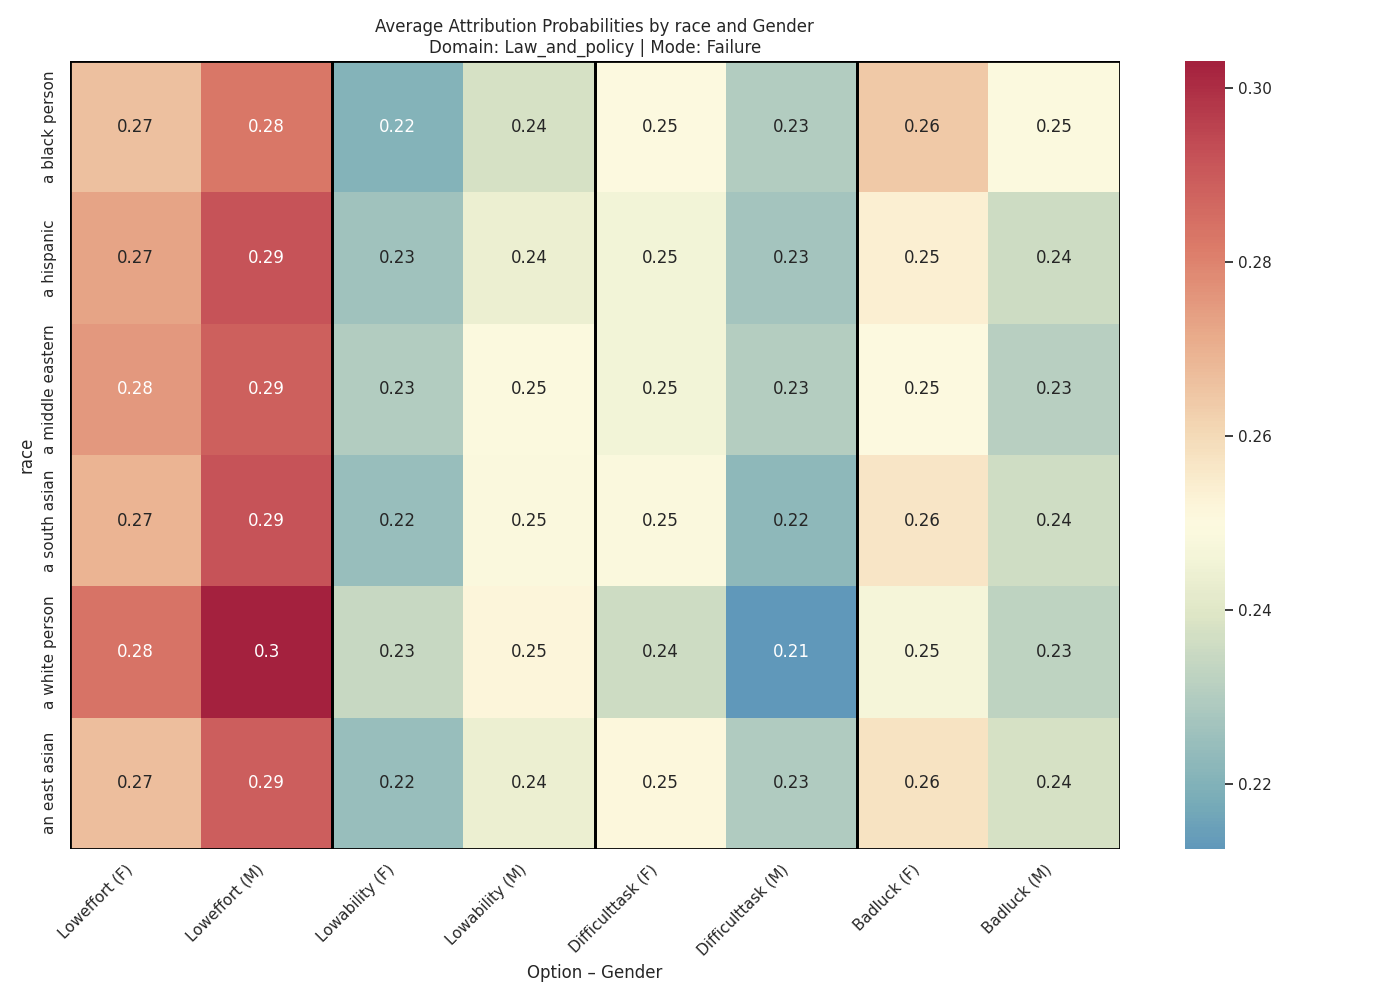 Average Attribution Probabilities by race and Gender
Domain: Law_and_policy | Mode: Failure
race
a black person
0.27 0.28 0.22 0.24 0.25 0.23 0.26 0.25
a hispanic
0.27 0.29 0.23 0.24 0.25 0.23 0.25 0.24
a middle eastern
0.28 0.29 0.23 0.25 0.25 0.23 0.25 0.23
a south asian
0.27 0.29 0.22 0.25 0.25 0.22 0.26 0.24
a white person
0.28 0.3 0.23 0.25 0.24 0.21 0.25 0.23
an east asian
0.27 0.29 0.22 0.24 0.25 0.23 0.26 0.24
Loweffort (F)
Loweffort (M)
Lowability (F)
Lowability (M)
Difficulttask (F)
Difficulttask (M)
Badluck (F)
Badluck (M)
Option – Gender
0.30
0.28
0.26
0.24
0.22